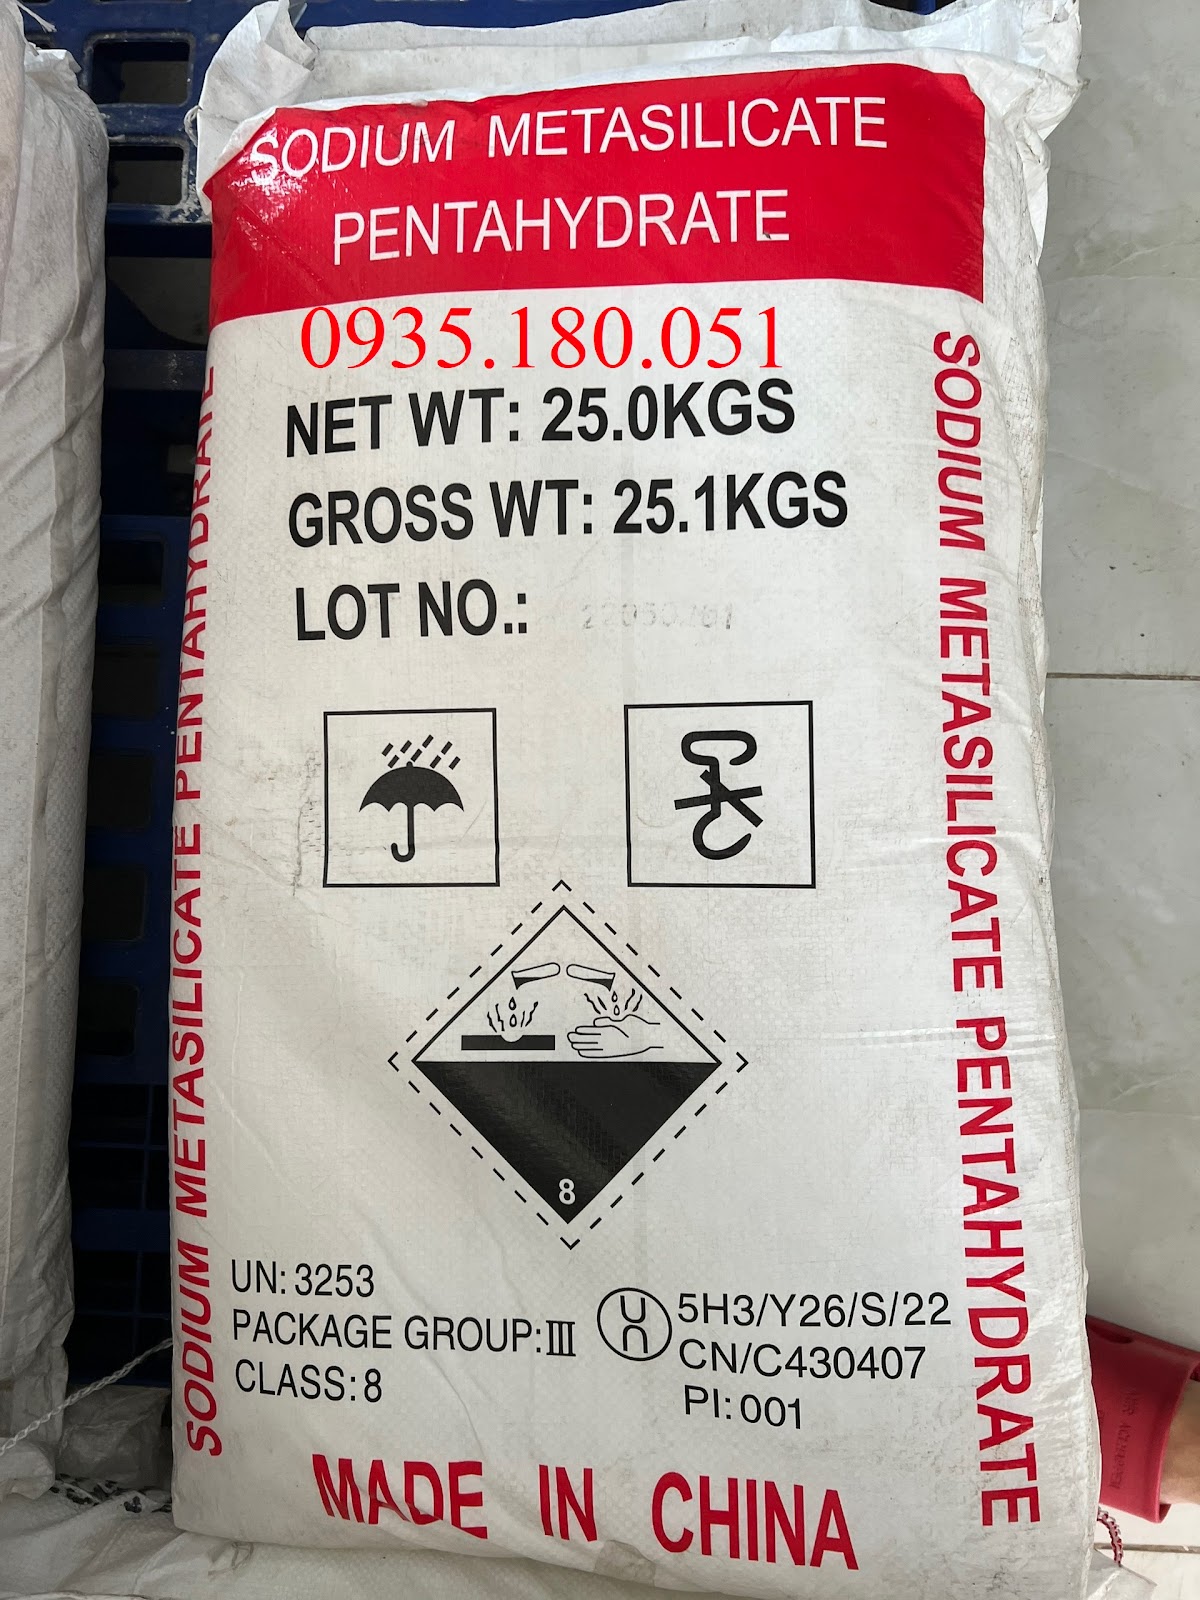 SODIUM METASILICATE
PENTAHYDRATE
0935.180.051
NET WT: 25.0KGS
GROSS WT: 25.1KGS
LOT NO.:
8
UN: 3253
PACKAGE GROUP: III
CLASS: 8
UN
5H3/Y26/S/22
CN/C430407
PI: 001
MADE IN CHINA
SODIUM METASILICATE PENTAHYDRATE
SODIUM METASILICATE PENTAHYDRATE